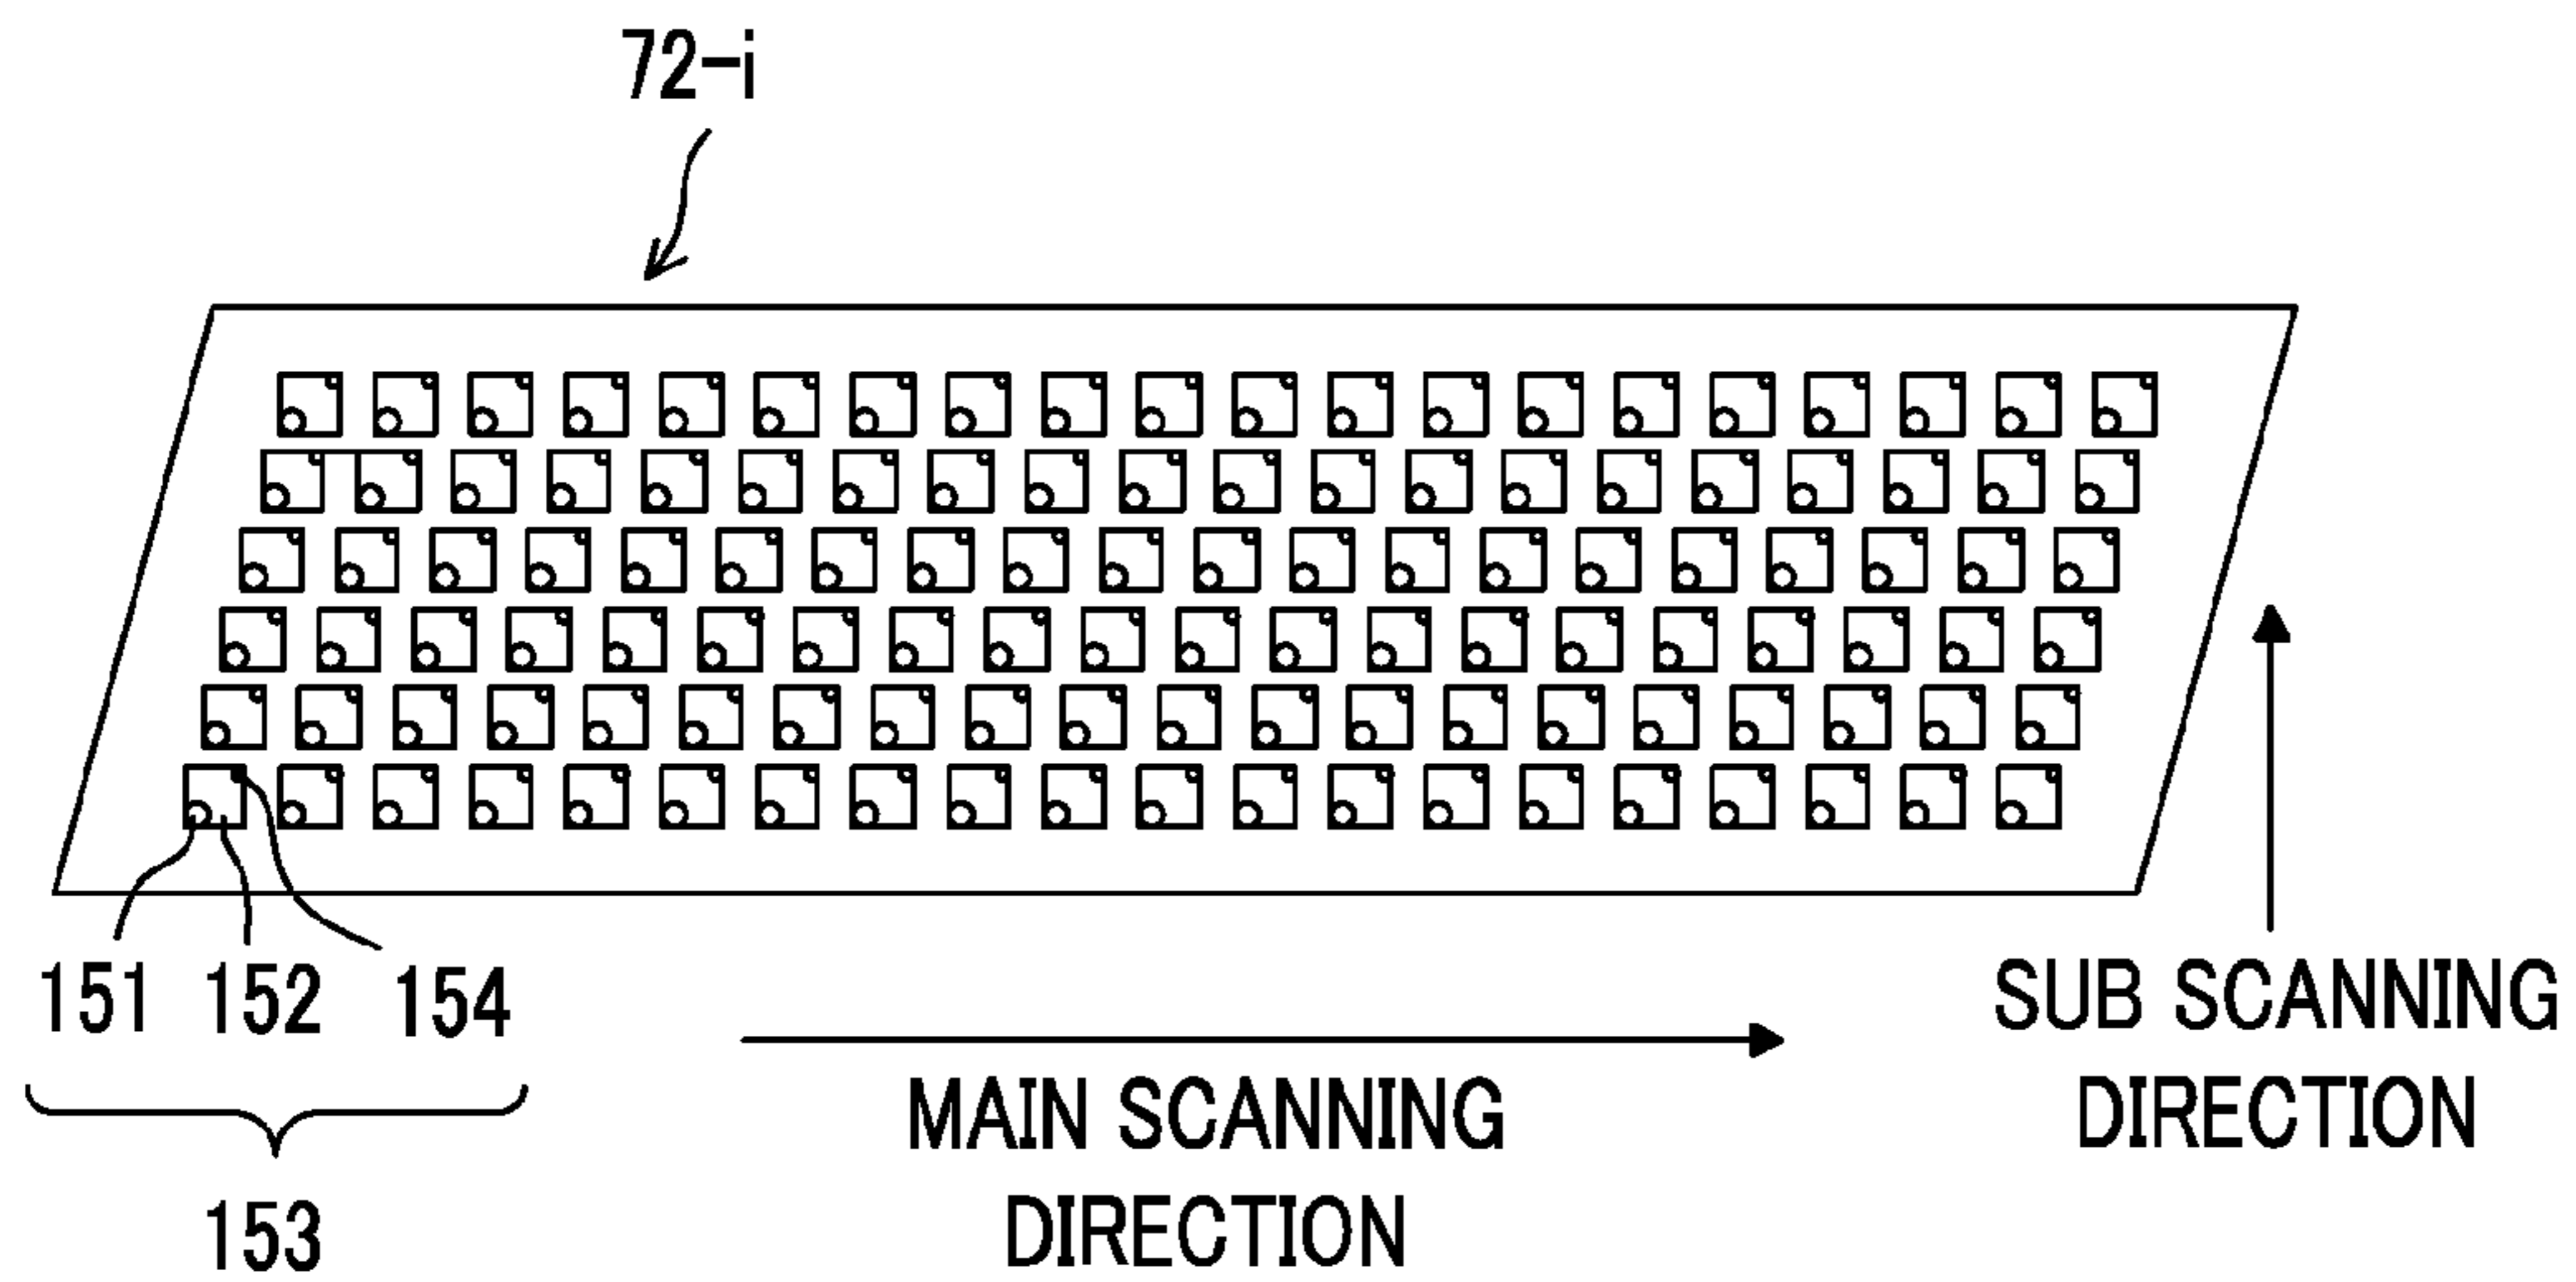 72-i
151 152 154
153
MAIN SCANNING
DIRECTION
SUB SCANNING
DIRECTION